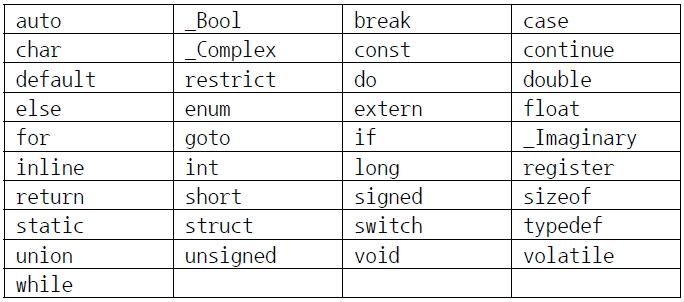 auto _Bool break case
char _Complex const continue
default restrict do double
else enum extern float
for goto if _Imaginary
inline int long register
return short signed sizeof
static struct switch typedef
union unsigned void volatile
while